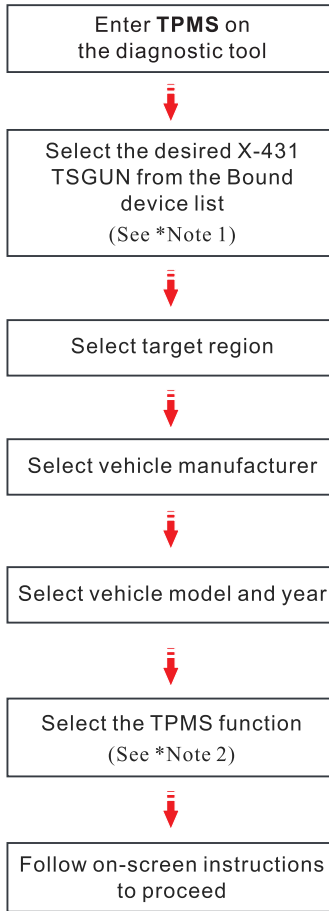 Enter TPMS on
the diagnostic tool
Select the desired X-431
TSGUN from the Bound
device list
(See *Note 1)
Select target region
Select vehicle manufacturer
Select vehicle model and year
Select the TPMS function
(See *Note 2)
Follow on-screen instructions
to proceed